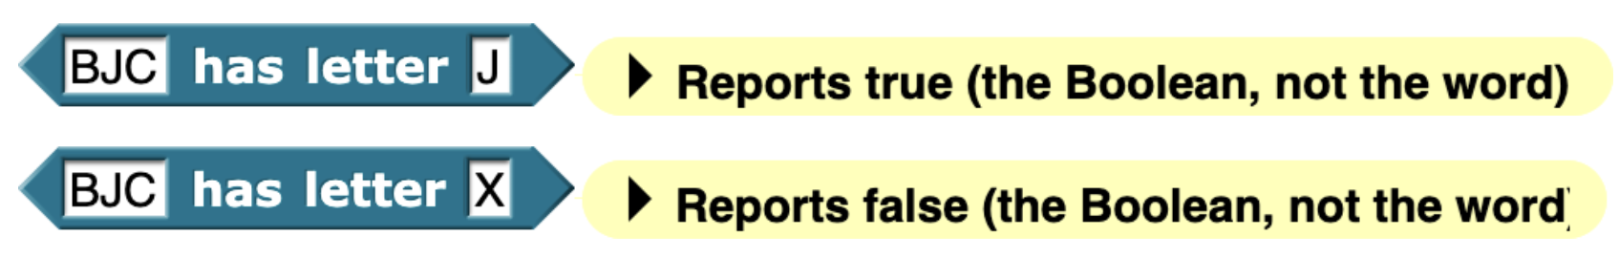 BJC has letter J Reports true (the Boolean, not the word)
BJC has letter X Reports false (the Boolean, not the word)